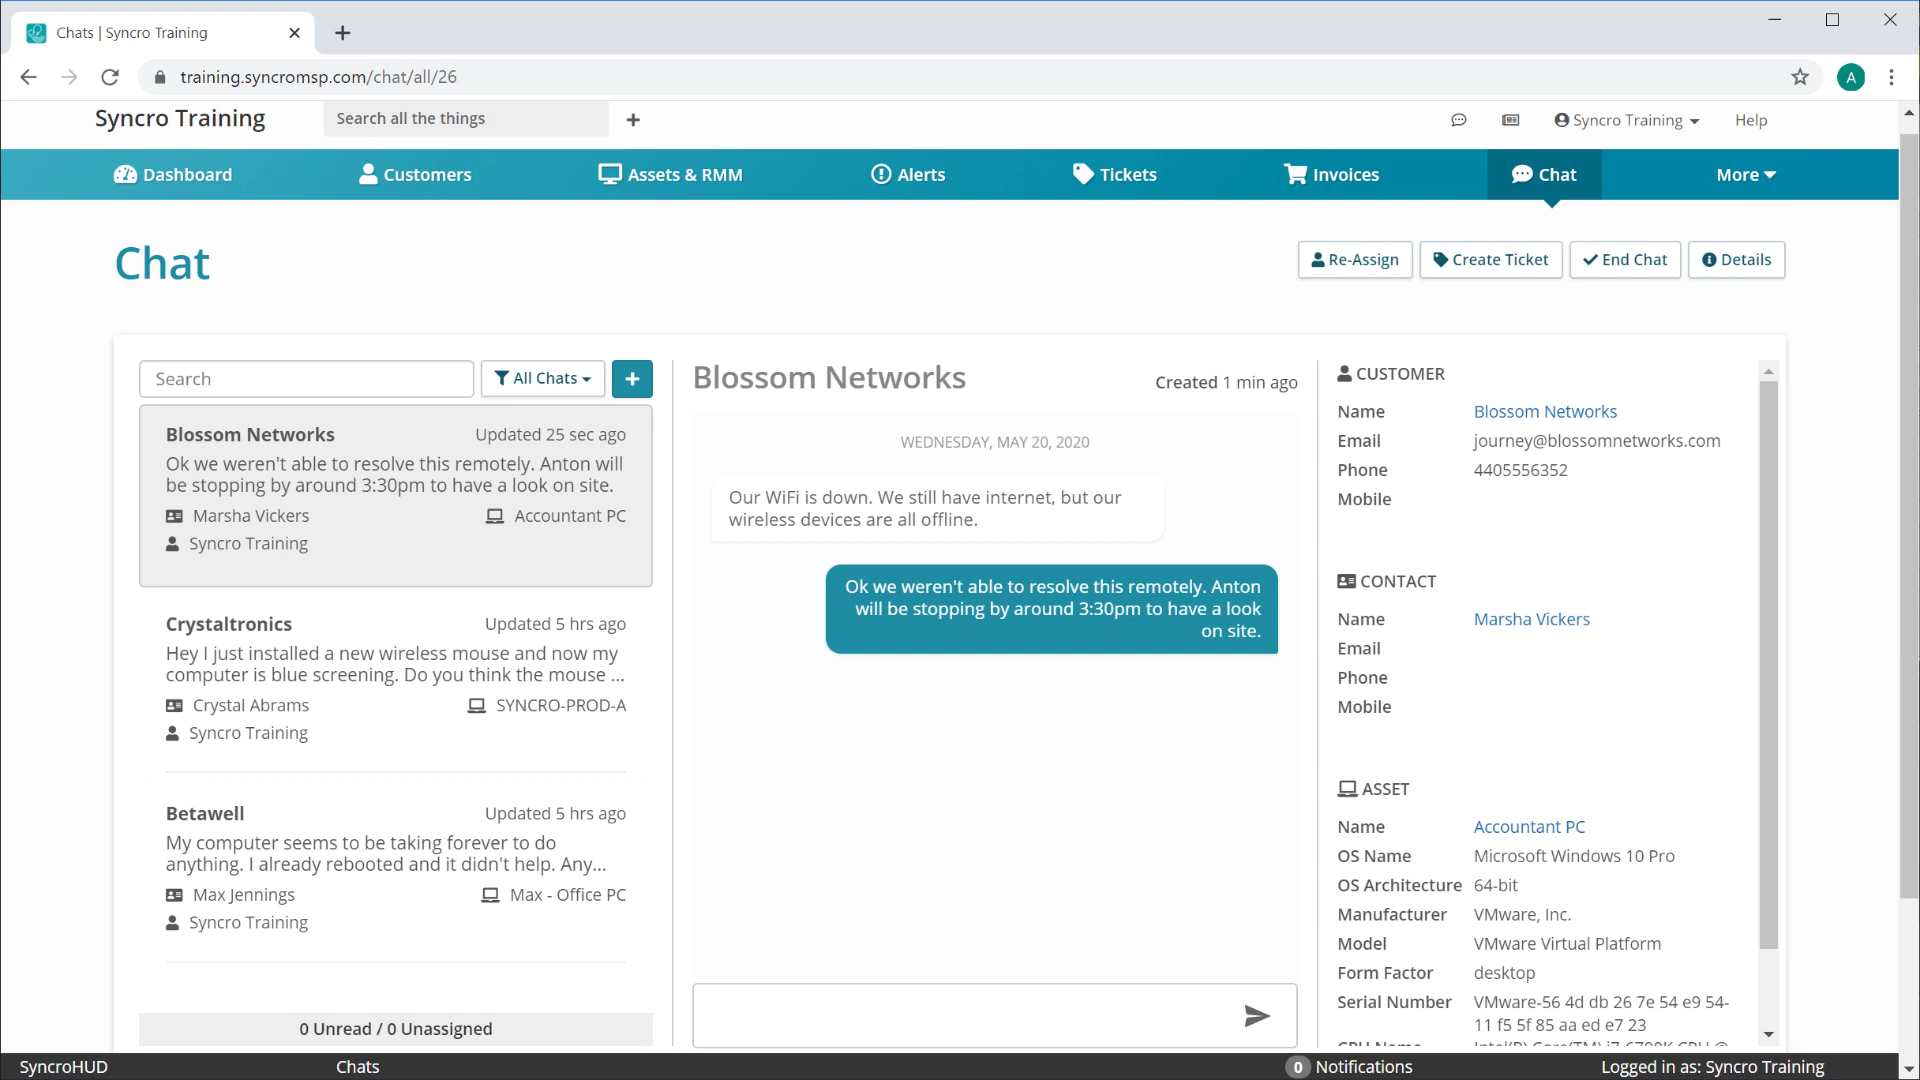 Chats | Syncro Training
training.syncromsp.com/chat/all/26
A
Syncro Training
Search all the things
Syncro Training
Help
Dashboard
Customers
Assets & RMM
Alerts
Tickets
Invoices
Chat
More
Chat
Re-Assign
Create Ticket
End Chat
Details
Search
All Chats
Blossom Networks
Updated 25 sec ago
Ok we weren't able to resolve this remotely. Anton will
be stopping by around 3:30pm to have a look on site.
Marsha Vickers
Accountant PC
Syncro Training
Crystaltronics
Updated 5 hrs ago
Hey I just installed a new wireless mouse and now my
computer is blue screening. Do you think the mouse ...
Crystal Abrams
SYNCRO-PROD-A
Syncro Training
Betawell
Updated 5 hrs ago
My computer seems to be taking forever to do
anything. I already rebooted and it didn't help. Any...
Max Jennings
Max - Office PC
Syncro Training
0 Unread / 0 Unassigned
Blossom Networks
Created 1 min ago
WEDNESDAY, MAY 20, 2020
Our WiFi is down. We still have internet, but our
wireless devices are all offline.
Ok we weren't able to resolve this remotely. Anton
will be stopping by around 3:30pm to have a look
on site.
CUSTOMER
Name Blossom Networks
Email journey@blossomnetworks.com
Phone 4405556352
Mobile
CONTACT
Name Marsha Vickers
Email
Phone
Mobile
ASSET
Name Accountant PC
OS Name Microsoft Windows 10 Pro
OS Architecture 64-bit
Manufacturer VMware, Inc.
Model VMware Virtual Platform
Form Factor desktop
Serial Number VMware-56 4d db 26 7e 54 e9 54-
11 f5 5f 85 aa ed e7 23
SyncroHUD
Chats
0 Notifications
Logged in as: Syncro Training